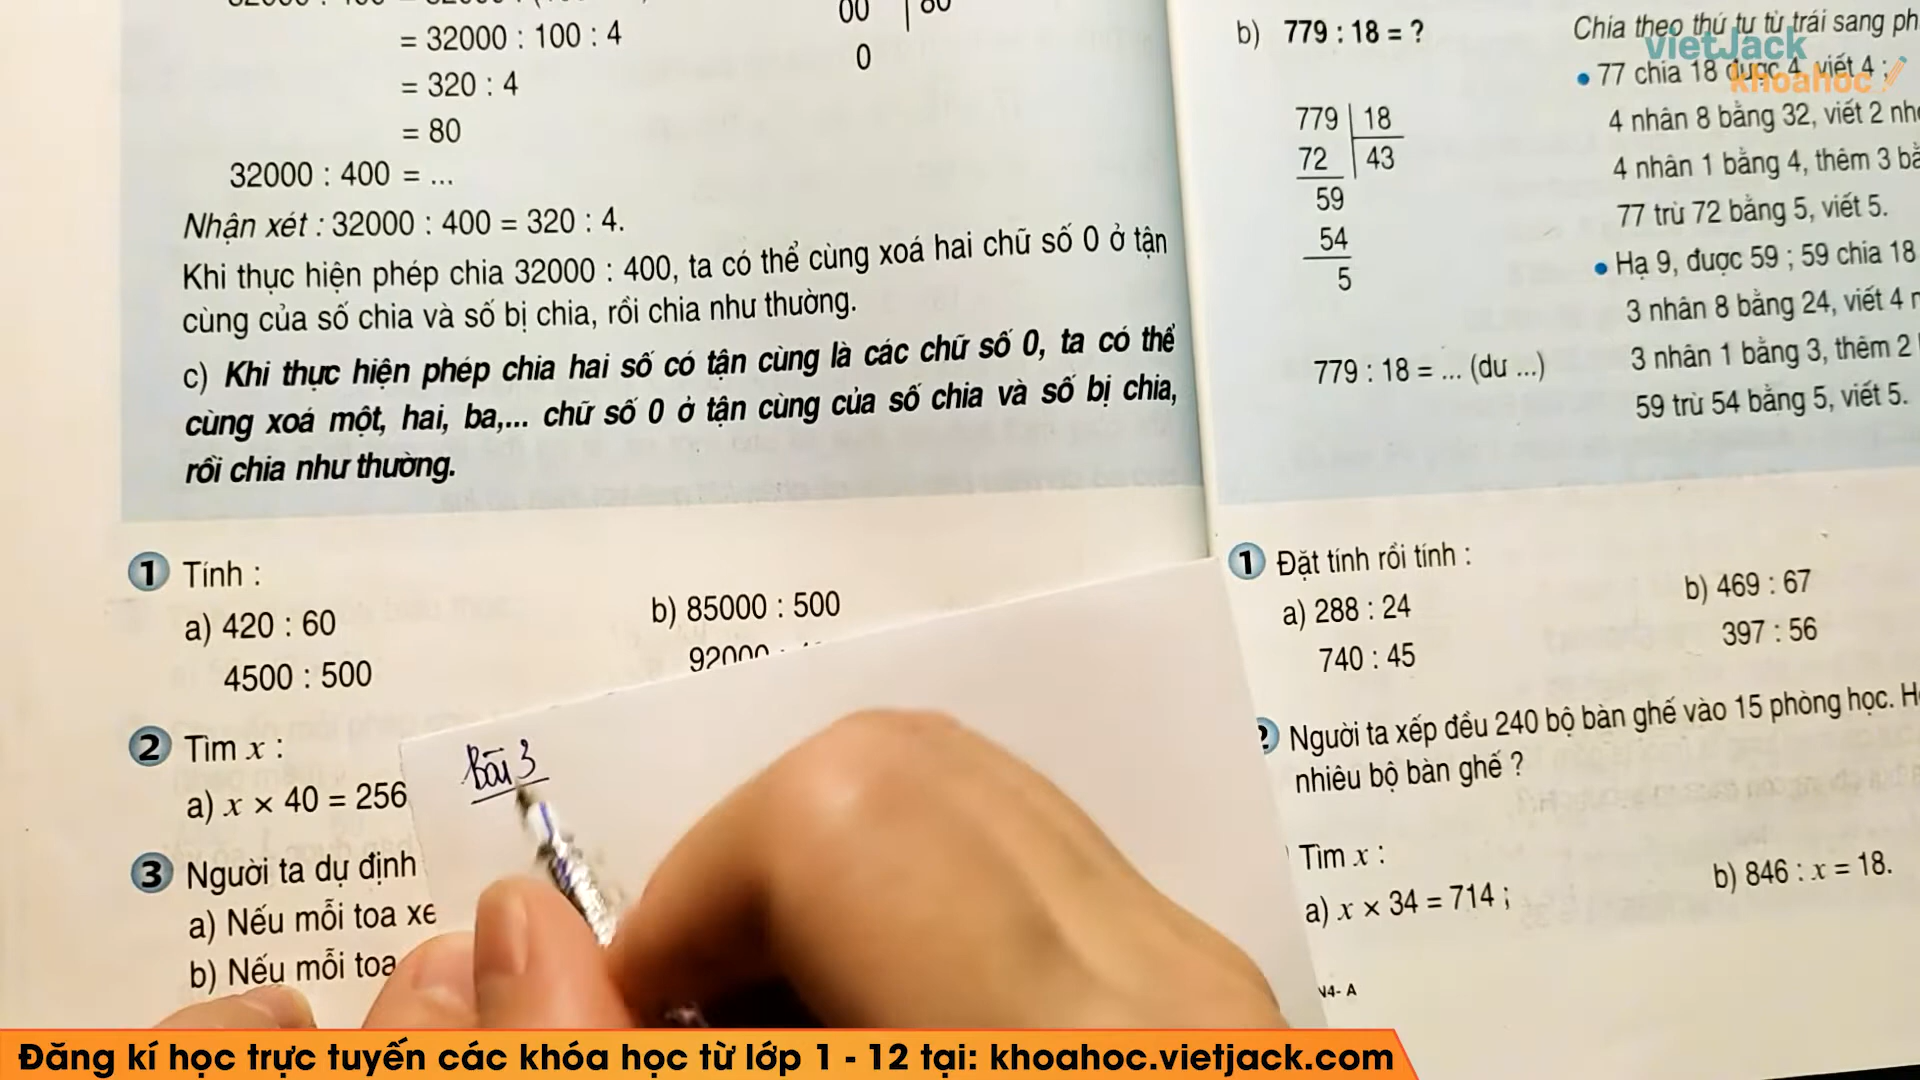 = 32000 : 100 : 4
= 320 : 4
= 80
32000 : 400 = ...
Nhận xét : 32000 : 400 = 320 : 4.
Khi thực hiện phép chia 32000 : 400, ta có thể cùng xoá hai chữ số 0 ở tận
cùng của số chia và số bị chia, rồi chia như thường.
c) Khi thực hiện phép chia hai số có tận cùng là các chữ số 0, ta có thể
cùng xoá một, hai, ba,... chữ số 0 ở tận cùng của số chia và số bị chia,
rồi chia như thường.
00 80
0
1 Tính :
a) 420 : 60
4500 : 500
b) 85000 : 500
92000 :
2 Tìm x :
a) x × 40 = 256
3 Người ta dự định
a) Nếu mỗi toa xe
b) Nếu mỗi toa
Bài 3
b) 779 : 18 = ?
779 18
72 43
59
54
5
779 : 18 = ... (dư ...)
Chia theo thứ tự từ trái sang ph
• 77 chia 18 được 4, viết 4 ;
4 nhân 8 bằng 32, viết 2 nh
4 nhân 1 bằng 4, thêm 3 bằ
77 trừ 72 bằng 5, viết 5.
• Hạ 9, được 59 ; 59 chia 18
3 nhân 8 bằng 24, viết 4 n
3 nhân 1 bằng 3, thêm 2
59 trừ 54 bằng 5, viết 5.
1 Đặt tính rồi tính :
a) 288 : 24
740 : 45
b) 469 : 67
397 : 56
2 Người ta xếp đều 240 bộ bàn ghế vào 15 phòng học. H
nhiêu bộ bàn ghế ?
Tìm x :
a) x × 34 = 714 ;
b) 846 : x = 18.
N4- A
vietJack
khoahoc
Đăng kí học trực tuyến các khóa học từ lớp 1 - 12 tại: khoahoc.vietjack.com